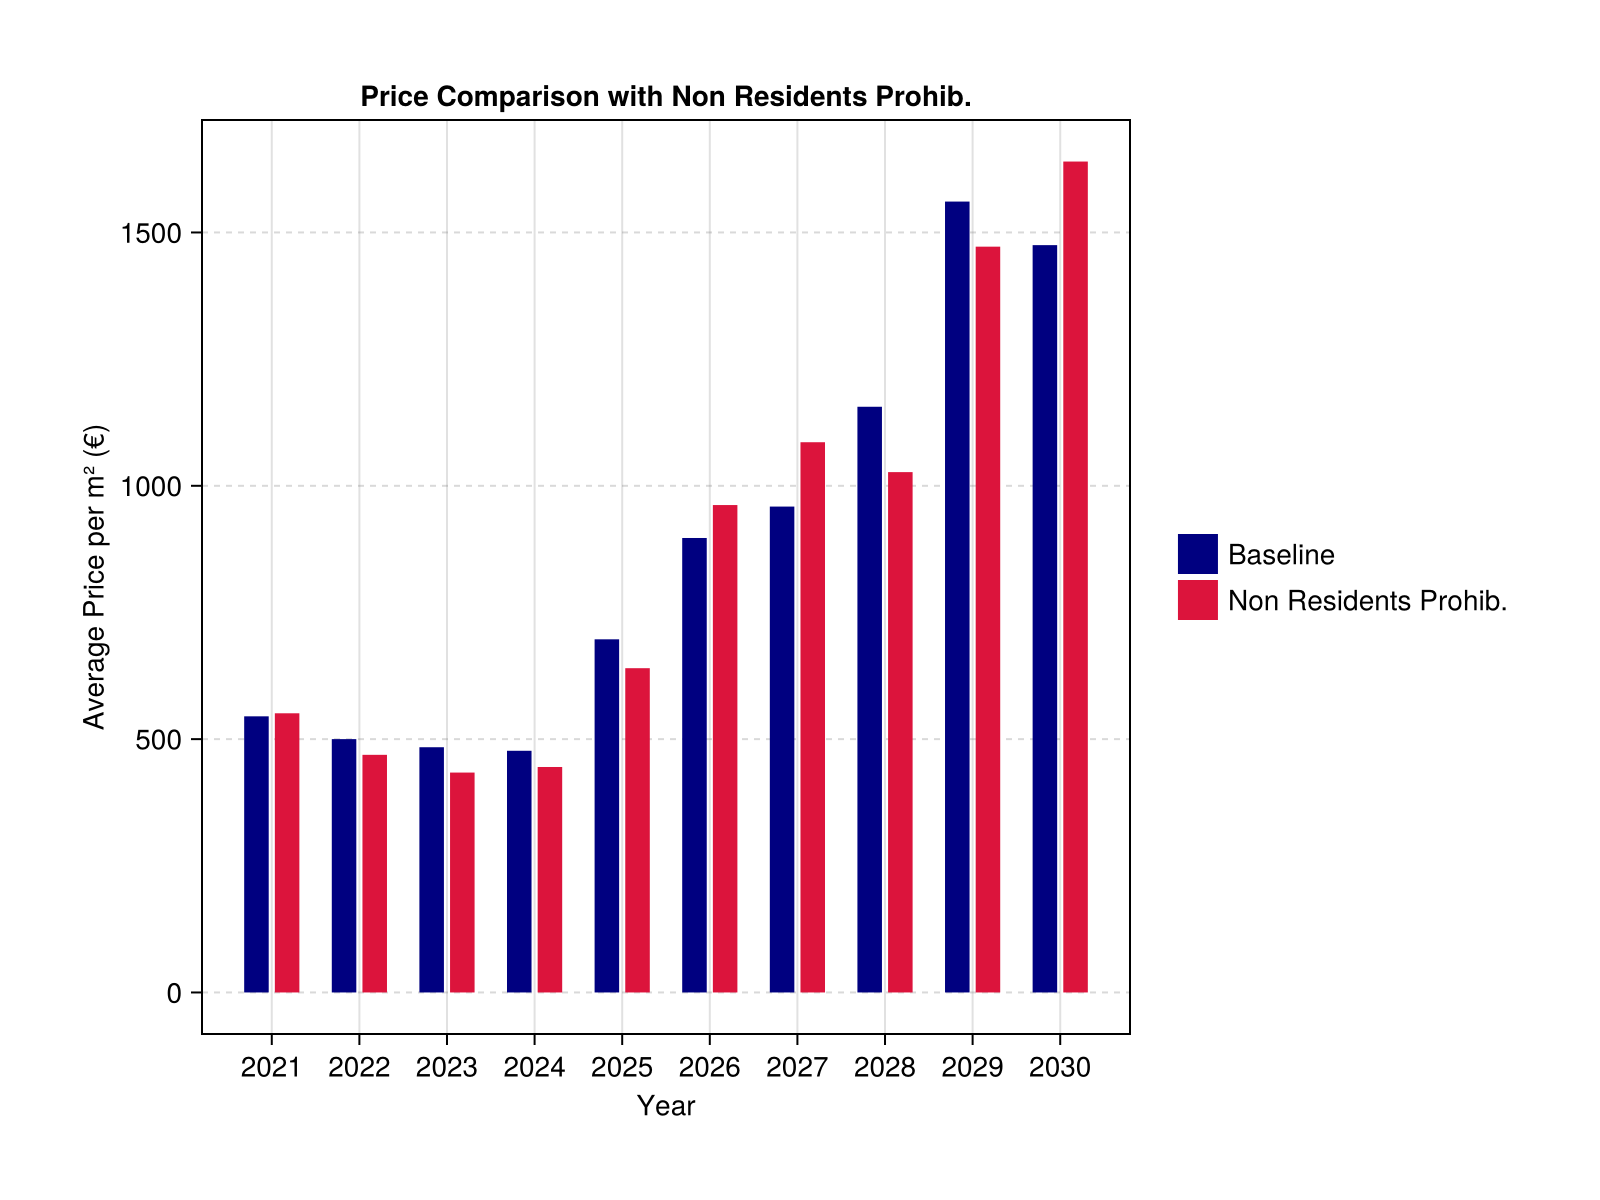 Price Comparison with Non Residents Prohib.
Average Price per m² (€)
1500
1000
500
0
2021 2022 2023 2024 2025 2026 2027 2028 2029 2030
Year
Baseline
Non Residents Prohib.